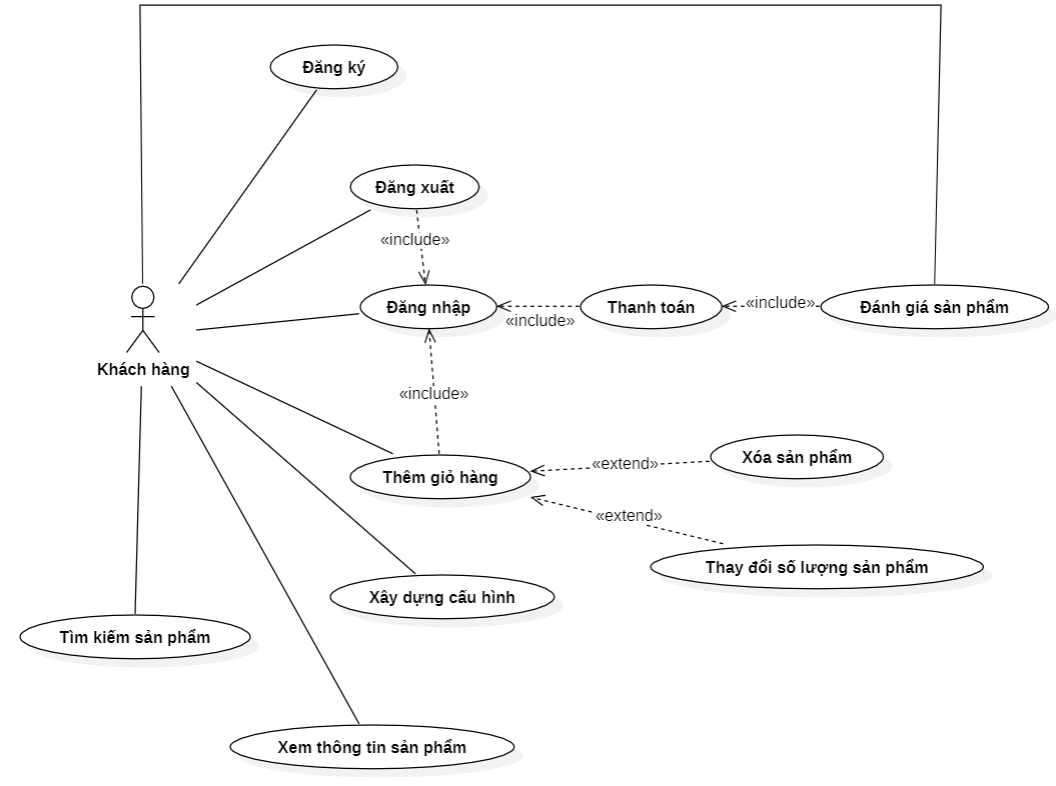 Đăng ký
Đăng xuất
«include»
Đăng nhập
Thanh toán
«include»
Đánh giá sản phẩm
«include»
Khách hàng
«include»
Thêm giỏ hàng
«extend»
Xóa sản phẩm
«extend»
Thay đổi số lượng sản phẩm
Xây dựng cấu hình
Tìm kiếm sản phẩm
Xem thông tin sản phẩm